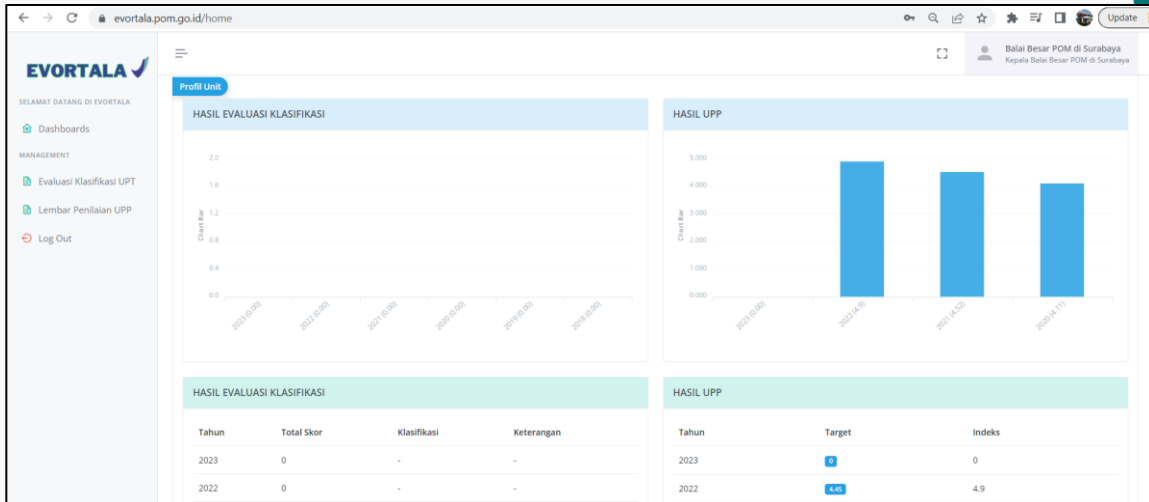 evortala.pom.go.id/home
Update
EVORTALA
SELAMAT DATANG DI EVORTALA
Dashboards
MANAGEMENT
Evaluasi Klasifikasi UPT
Lembar Penilaian UPP
Log Out
Balai Besar POM di Surabaya
Kepala Balai Besar POM di Surabaya
Profil Unit
HASIL EVALUASI KLASIFIKASI
Chart Bar
2.0
1.6
1.2
0.8
0.4
0.0
2023 (0.00) 2022 (0.00) 2021 (0.00) 2020 (0.00) 2019 (0.00) 2018 (0.00)
HASIL UPP
Chart Bar
5.000
4.000
3.000
2.000
1.000
0.000
2023 (0.00) 2022 (4.9) 2021 (4.52) 2020 (4.11)
HASIL EVALUASI KLASIFIKASI
Tahun Total Skor Klasifikasi Keterangan
2023 0 - -
2022 0 - -
HASIL UPP
Tahun Target Indeks
2023 0 0
2022 4.45 4.9